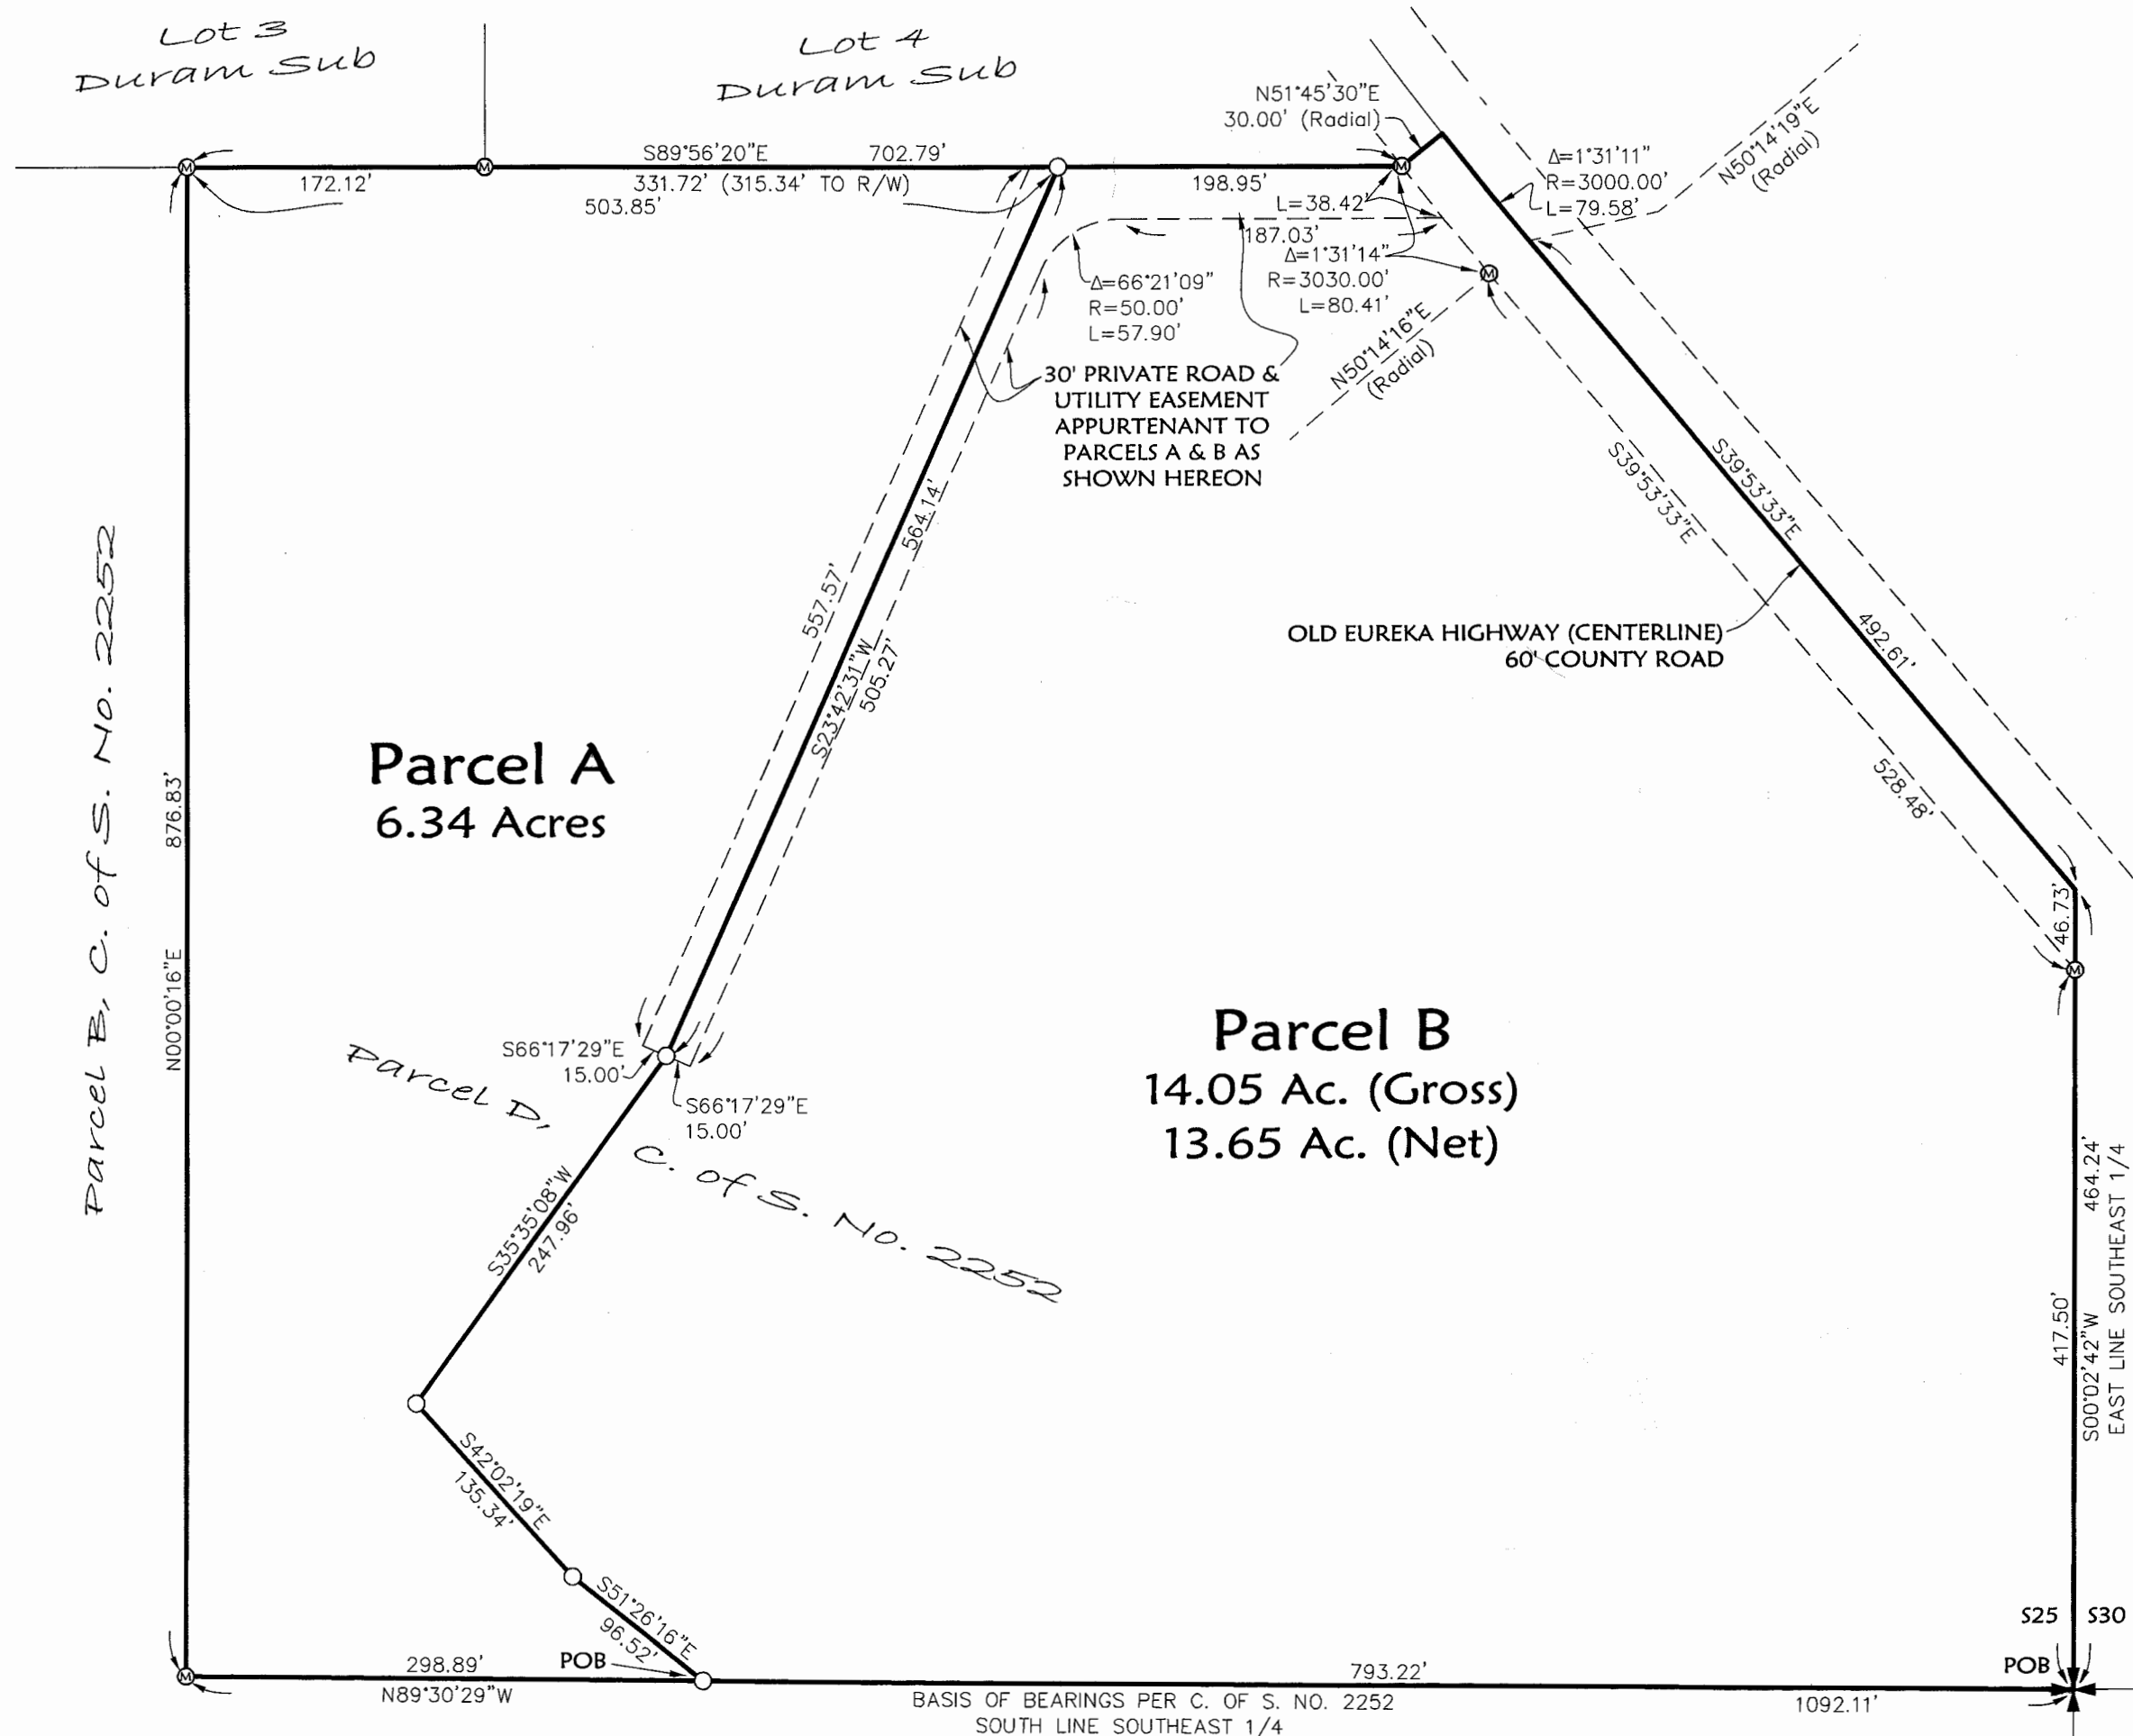 Lot 3
Duram Sub
Lot 4
Duram Sub
N51°45'30"E
30.00' (Radial)
N50°14'19"E
(Radial)
Δ=1°31'11"
R=3000.00'
L=79.58'
S89°56'20"E 702.79'
172.12'
331.72' (315.34' TO R/W)
503.85'
198.95'
L=38.42'
187.03'
Δ=1°31'14"
R=3030.00'
L=80.41'
Δ=66°21'09"
R=50.00'
L=57.90'
N50°14'16"E
(Radial)
30' PRIVATE ROAD &
UTILITY EASEMENT
APPURTENANT TO
PARCELS A & B AS
SHOWN HEREON
S39°53'33"E
S39°53'33"E
564.14'
557.57'
S23°42'31"W
505.27'
OLD EUREKA HIGHWAY (CENTERLINE)
60' COUNTY ROAD
492.61'
528.48'
46.73'
Parcel B, C. of S. No. 2252
876.83'
N00°00'16"E
Parcel A
6.34 Acres
Parcel B
14.05 Ac. (Gross)
13.65 Ac. (Net)
S66°17'29"E
15.00'
S66°17'29"E
15.00'
Parcel D,
C. of S. No. 2252
S35°35'08"W
247.96'
S42°02'19"E
135.34'
S51°26'16"E
96.52'
464.24'
417.50'
S00°02'42"W
EAST LINE SOUTHEAST 1/4
S25
S30
POB
POB
298.89'
N89°30'29"W
793.22'
1092.11'
BASIS OF BEARINGS PER C. OF S. NO. 2252
SOUTH LINE SOUTHEAST 1/4
M
M
M
M
M
M